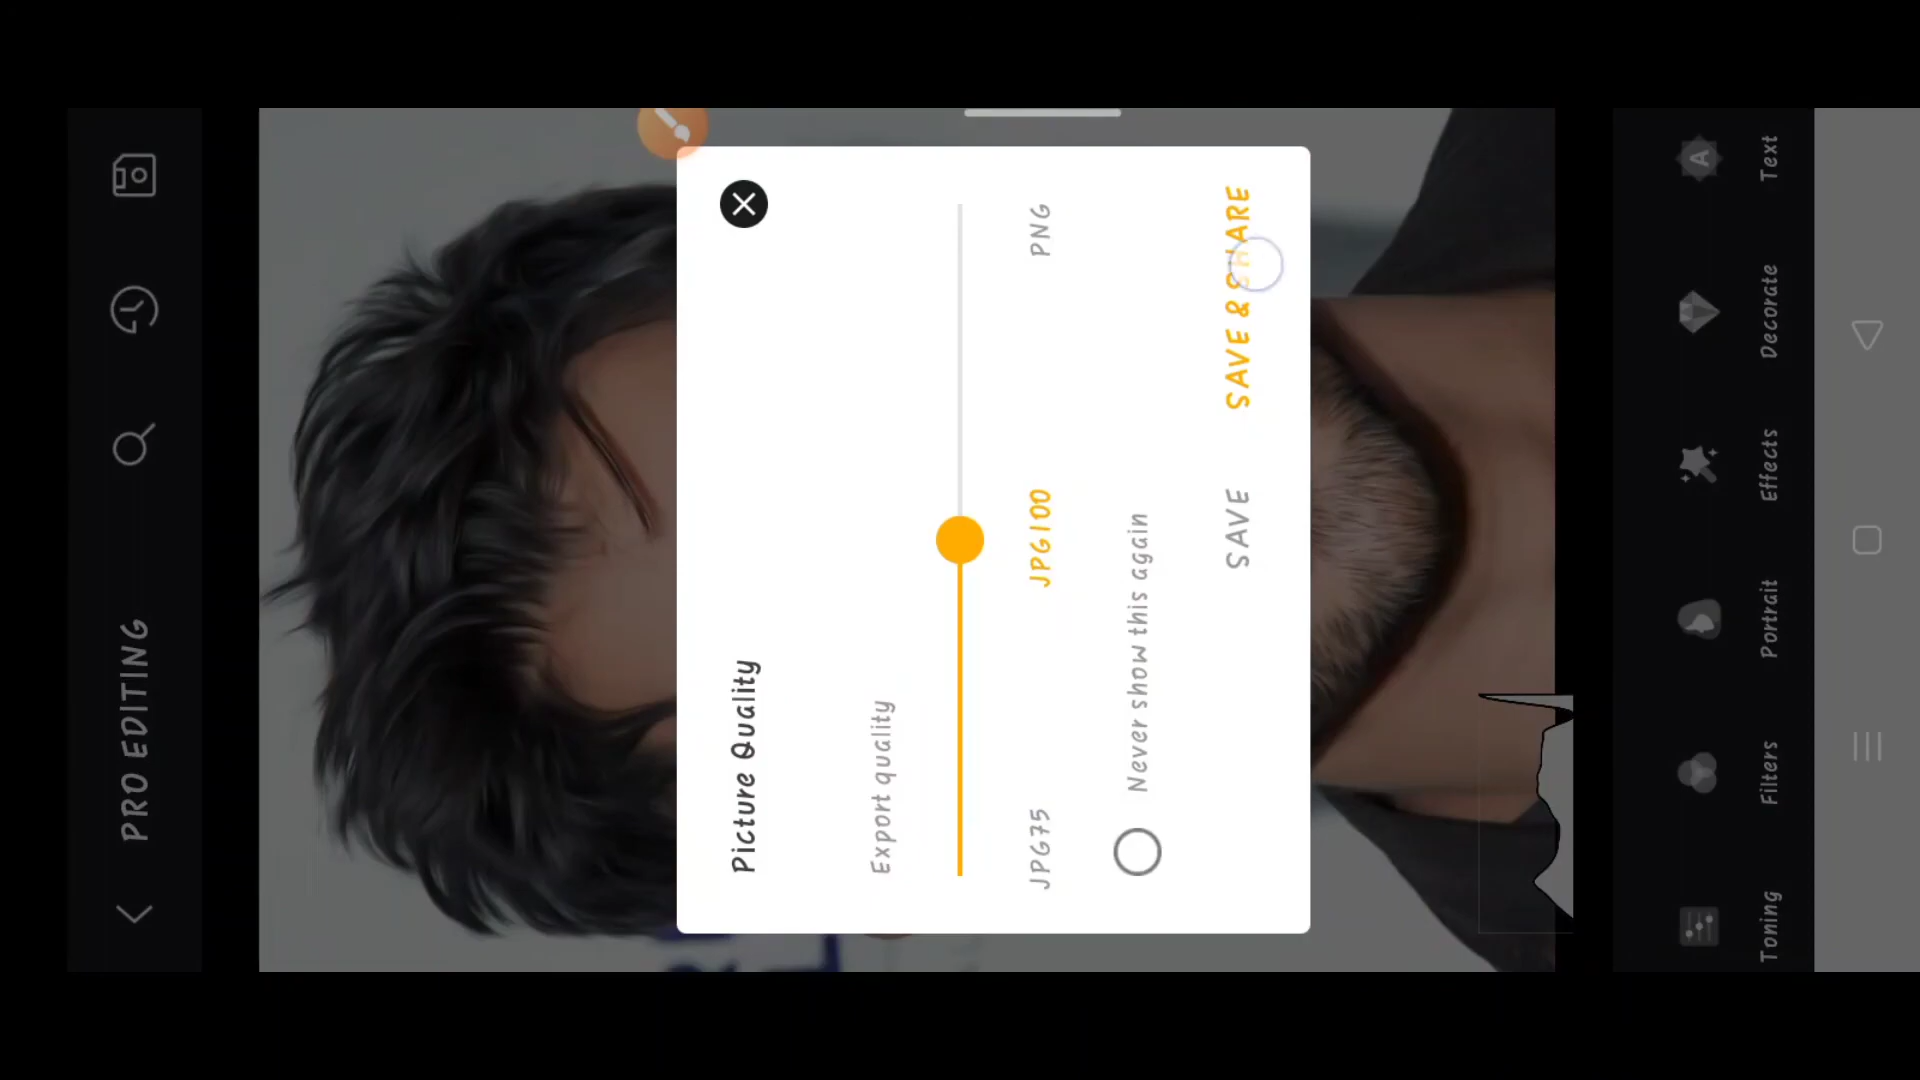 PRO EDITING
Picture Quality
Export quality
JPG75
JPG100
PNG
Never show this again
SAVE
SAVE & SHARE
Toning
Filters
Portrait
Effects
Decorate
Text